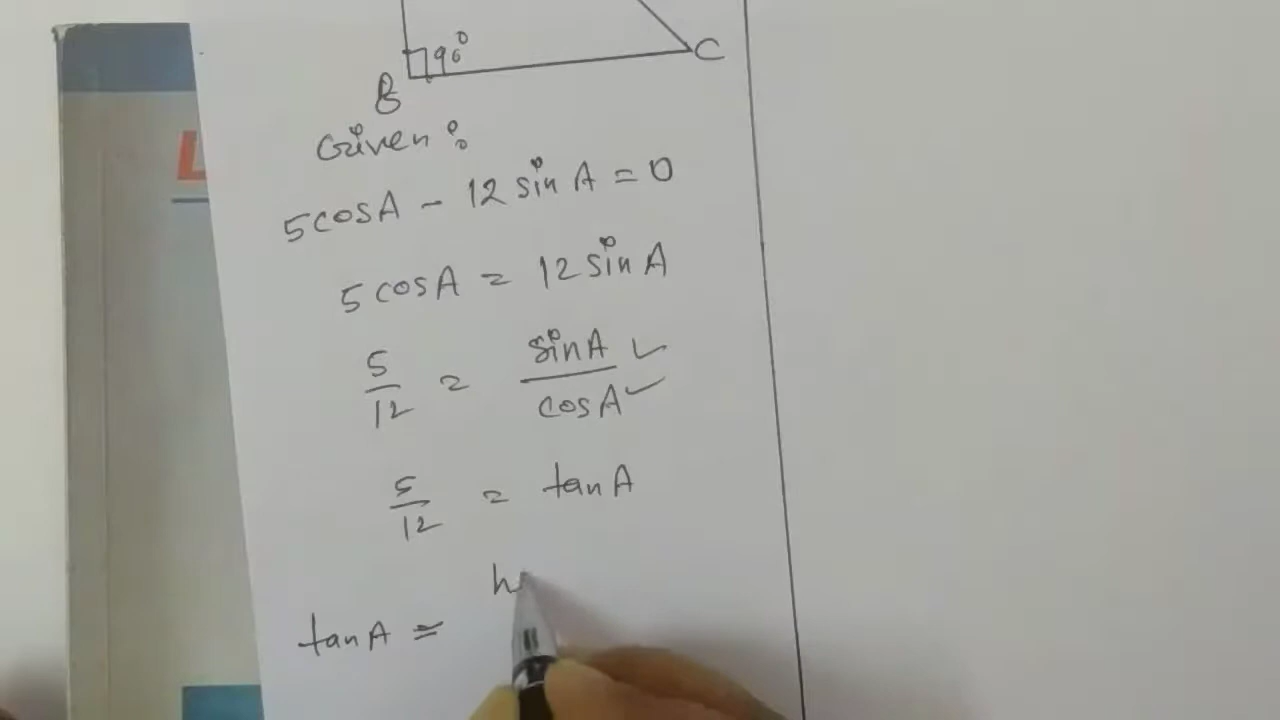 90°
C
B
Given:
5 cos A - 12 sin A = 0
5 cos A = 12 sin A
5/12 = sin A / cos A
5/12 = tan A
tan A =
L